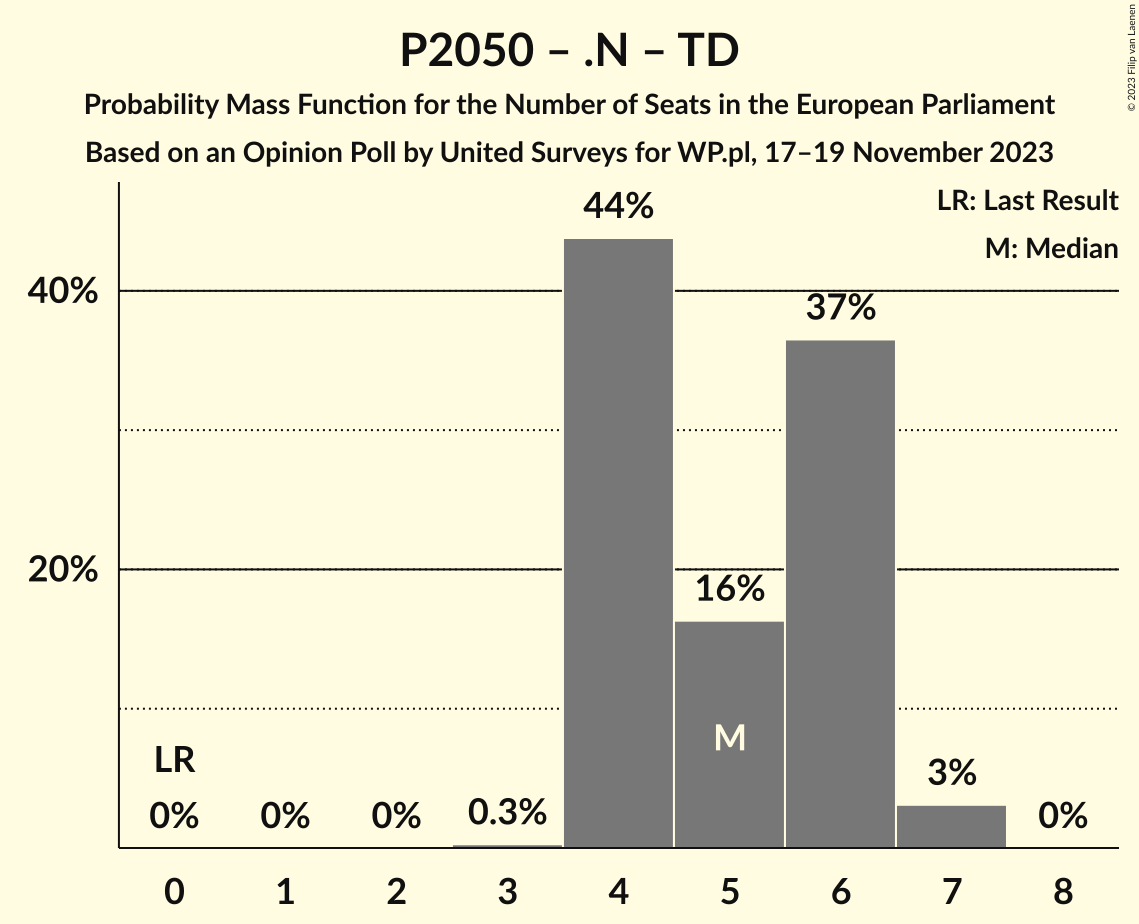 P2050 – .N – TD
Probability Mass Function for the Number of Seats in the European Parliament
Based on an Opinion Poll by United Surveys for WP.pl, 17–19 November 2023
© 2023 Filip van Laenen
LR: Last Result
M: Median
44%
40%
37%
20%
16%
M
LR
3%
0%
0%
0%
0.3%
0%
0 1 2 3 4 5 6 7 8